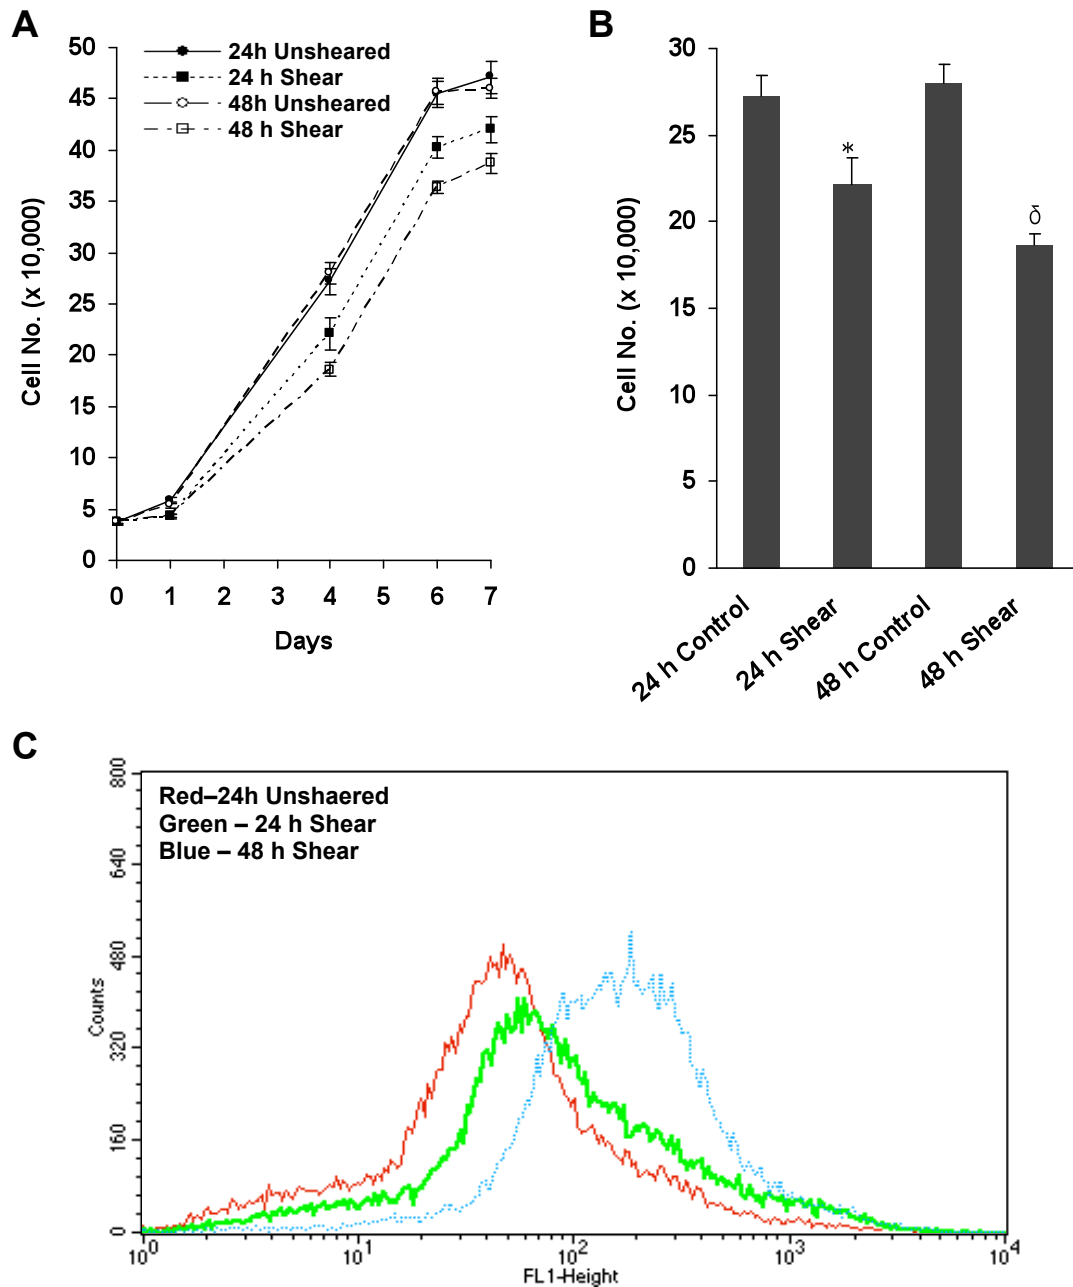 A
24h Unsheared
24 h Shear
48h Unsheared
48 h Shear
50
45
40
35
30
25
20
15
10
5
0
Cell No. (x 10,000)
0 1 2 3 4 5 6 7
Days
B
30
25
20
15
10
5
0
Cell No. (x 10,000)
*
ò
24 h Control
24 h Shear
48 h Control
48 h Shear
C
Red–24h Unshaered
Green – 24 h Shear
Blue – 48 h Shear
800
640
480
320
160
0
Counts
10⁰ 10¹ 10² 10³ 10⁴
FL1-Height